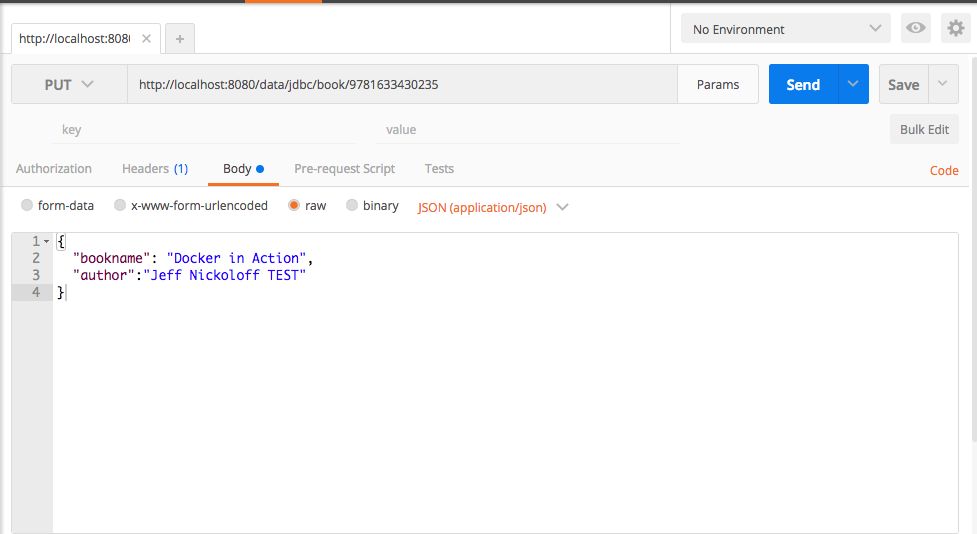 http://localhost:808
No Environment
PUT
http://localhost:8080/data/jdbc/book/9781633430235
Params
Send
Save
key
value
Bulk Edit
Authorization
Headers (1)
Body
Pre-request Script
Tests
Code
form-data
x-www-form-urlencoded
raw
binary
JSON (application/json)
1 {
2 "bookname": "Docker in Action",
3 "author":"Jeff Nickoloff TEST"
4 }